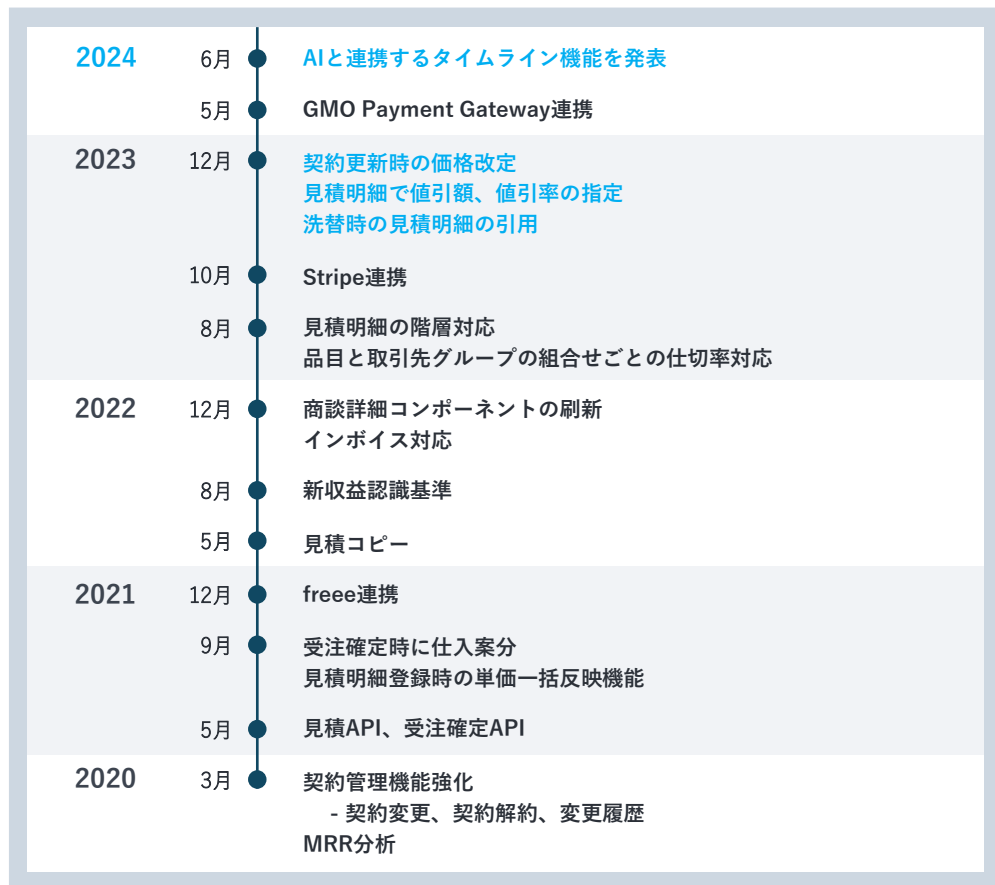 2024 6月 AIと連携するタイムライン機能を発表
5月 GMO Payment Gateway連携
2023 12月 契約更新時の価格改定
見積明細で値引額、値引率の指定
洗替時の見積明細の引用
10月 Stripe連携
8月 見積明細の階層対応
品目と取引先グループの組合せごとの仕切率対応
2022 12月 商談詳細コンポーネントの刷新
インボイス対応
8月 新収益認識基準
5月 見積コピー
2021 12月 freee連携
9月 受注確定時に仕入案分
見積明細登録時の単価一括反映機能
5月 見積API、受注確定API
2020 3月 契約管理機能強化
- 契約変更、契約解約、変更履歴
MRR分析